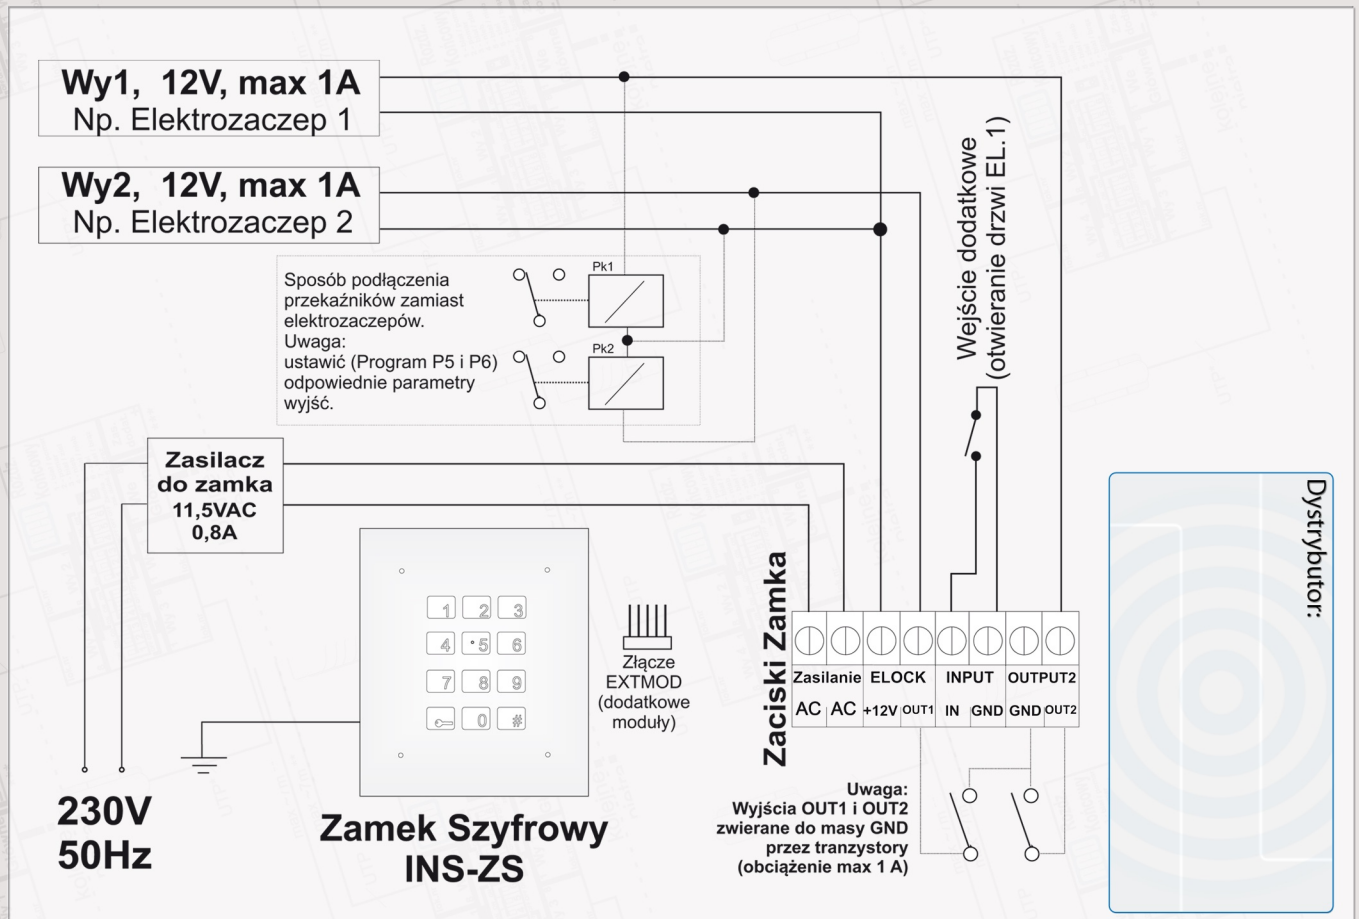 Wy1, 12V, max 1A
Np. Elektrozaczep 1
Wy2, 12V, max 1A
Np. Elektrozaczep 2
Sposób podłączenia
przekaźników zamiast
elektrozaczepów.
Uwaga:
ustawić (Program P5 i P6)
odpowiednie parametry
wyjść.
Pk1
Pk2
Wejście dodatkowe
(otwieranie drzwi EL.1)
Zasilacz
do zamka
11,5VAC
0,8A
230V
50Hz
1 2 3
4 5 6
7 8 9
0 #
Zamek Szyfrowy
INS-ZS
Złącze
EXTMOD
(dodatkowe
moduły)
Zaciski Zamka
Zasilanie ELOCK INPUT OUTPUT2
AC AC +12V OUT1 IN GND GND OUT2
Uwaga:
Wyjścia OUT1 i OUT2
zwierane do masy GND
przez tranzystory
(obciążenie max 1 A)
Dystrybutor: